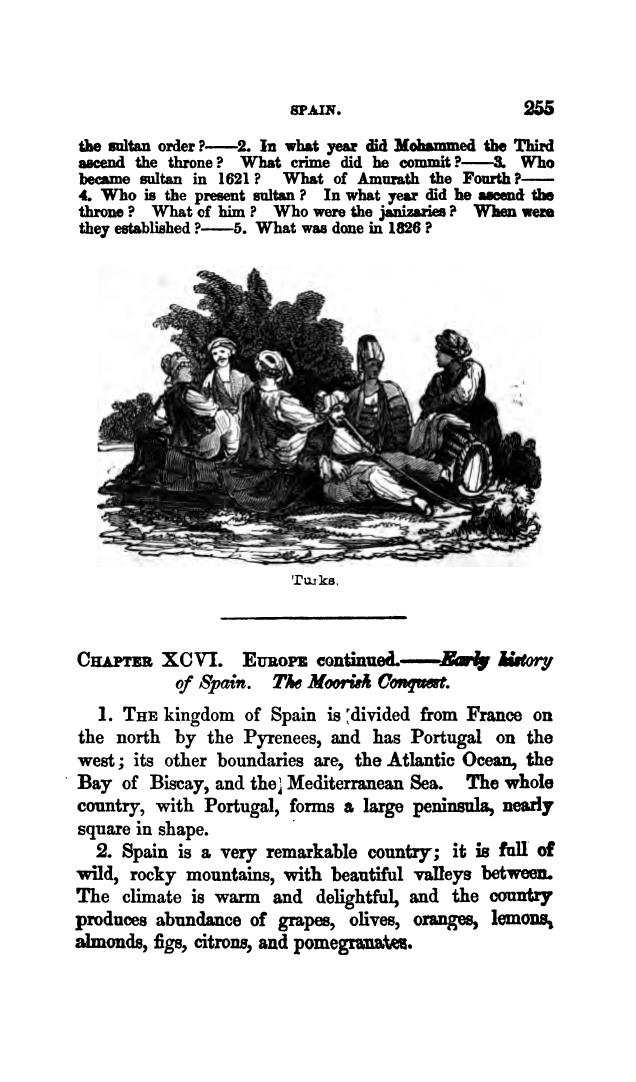 SPAIN. 255
the sultan order?——2. In what year did Mohammed the Third
ascend the throne? What crime did he commit?——3. Who
became sultan in 1621? What of Amurath the Fourth?——
4. Who is the present sultan? In what year did he ascend the
throne? What of him? Who were the janizaries? When were
they established?——5. What was done in 1826?
Turks.
CHAPTER XCVI. EUROPE continued.——Early history
of Spain. The Moorish Conquest.
1. THE kingdom of Spain is divided from France on
the north by the Pyrenees, and has Portugal on the
west; its other boundaries are, the Atlantic Ocean, the
Bay of Biscay, and the Mediterranean Sea. The whole
country, with Portugal, forms a large peninsula, nearly
square in shape.
2. Spain is a very remarkable country; it is full of
wild, rocky mountains, with beautiful valleys between.
The climate is warm and delightful, and the country
produces abundance of grapes, olives, oranges, lemons,
almonds, figs, citrons, and pomegranates.